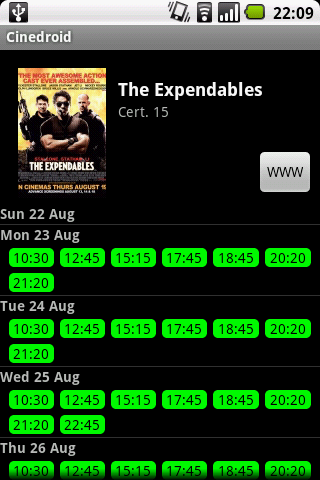 22:09
Cinedroid
THE MOST AWESOME ACTION
CAST EVER ASSEMBLED..."
STALLONE STATHAM LI
THE EXPENDABLES
IN CINEMAS THURS AUGUST
The Expendables
Cert. 15
WWW
Sun 22 Aug
Mon 23 Aug
10:30 12:45 15:15 17:45 18:45 20:20
21:20
Tue 24 Aug
10:30 12:45 15:15 17:45 18:45 20:20
21:20
Wed 25 Aug
10:30 12:45 15:15 17:45 18:45 20:20
21:20 22:45
Thu 26 Aug
10:30 12:45 15:15 17:45 18:45 20:20